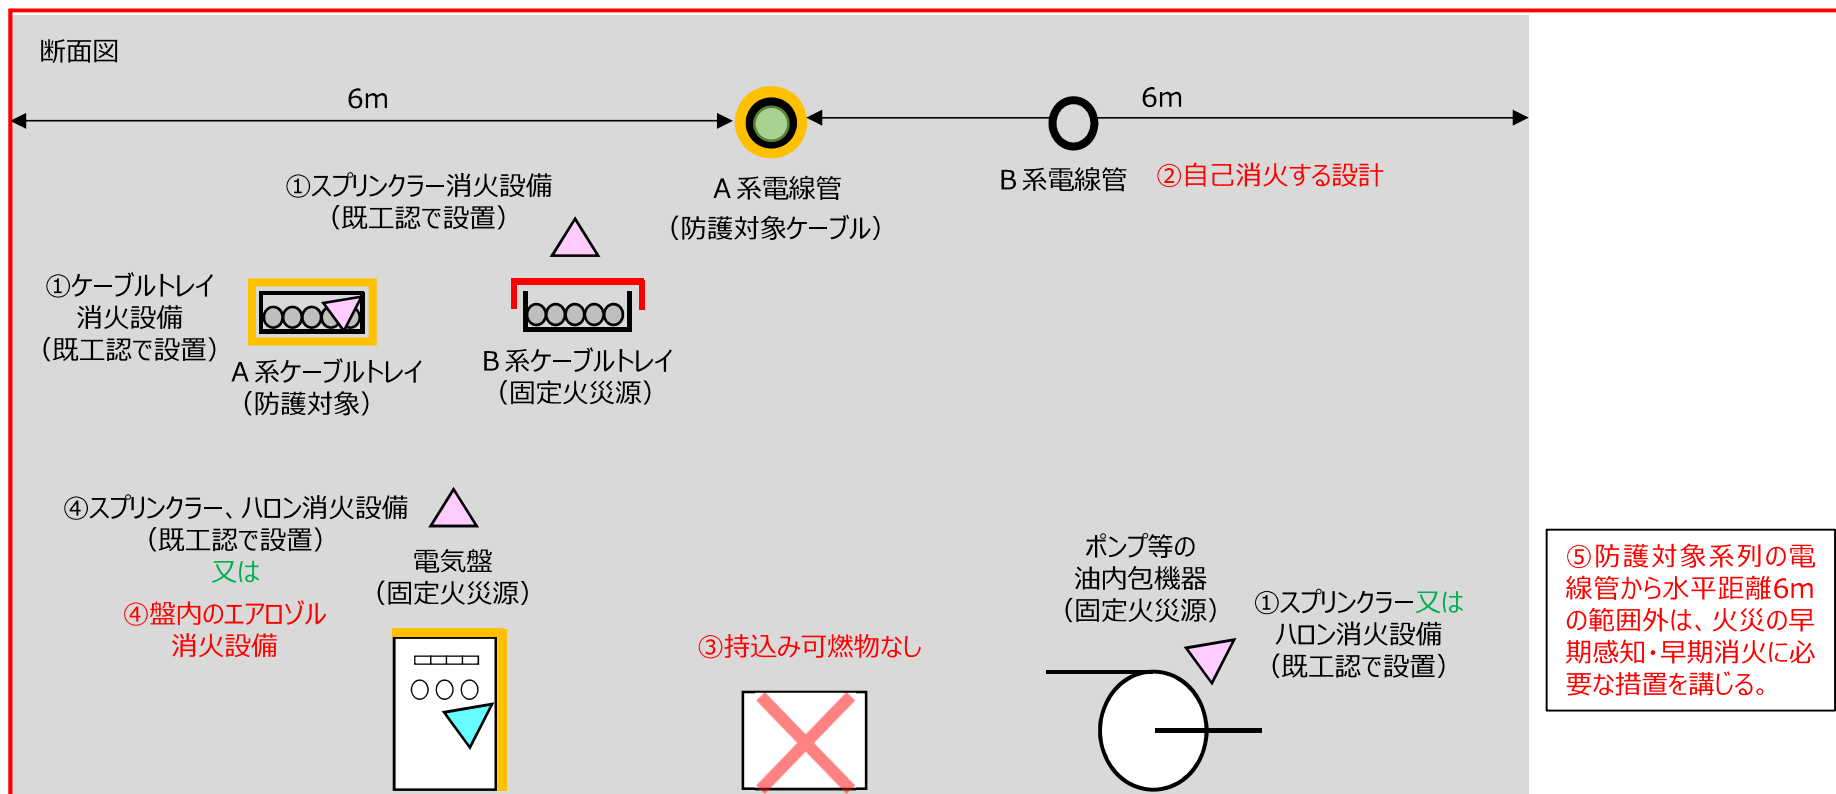 断面図
6m
6m
A系電線管
(防護対象ケーブル)
B系電線管
②自己消火する設計
①スプリンクラー消火設備
(既工認で設置)
①ケーブルトレイ
消火設備
(既工認で設置)
A系ケーブルトレイ
(防護対象)
B系ケーブルトレイ
(固定火災源)
④スプリンクラー、ハロン消火設備
(既工認で設置)
又は
④盤内のエアロゾル
消火設備
電気盤
(固定火災源)
③持込み可燃物なし
ポンプ等の
油内包機器
(固定火災源)
①スプリンクラー又は
ハロン消火設備
(既工認で設置)
⑤防護対象系列の電
線管から水平距離6m
の範囲外は、火災の早
期感知・早期消火に必
要な措置を講じる。